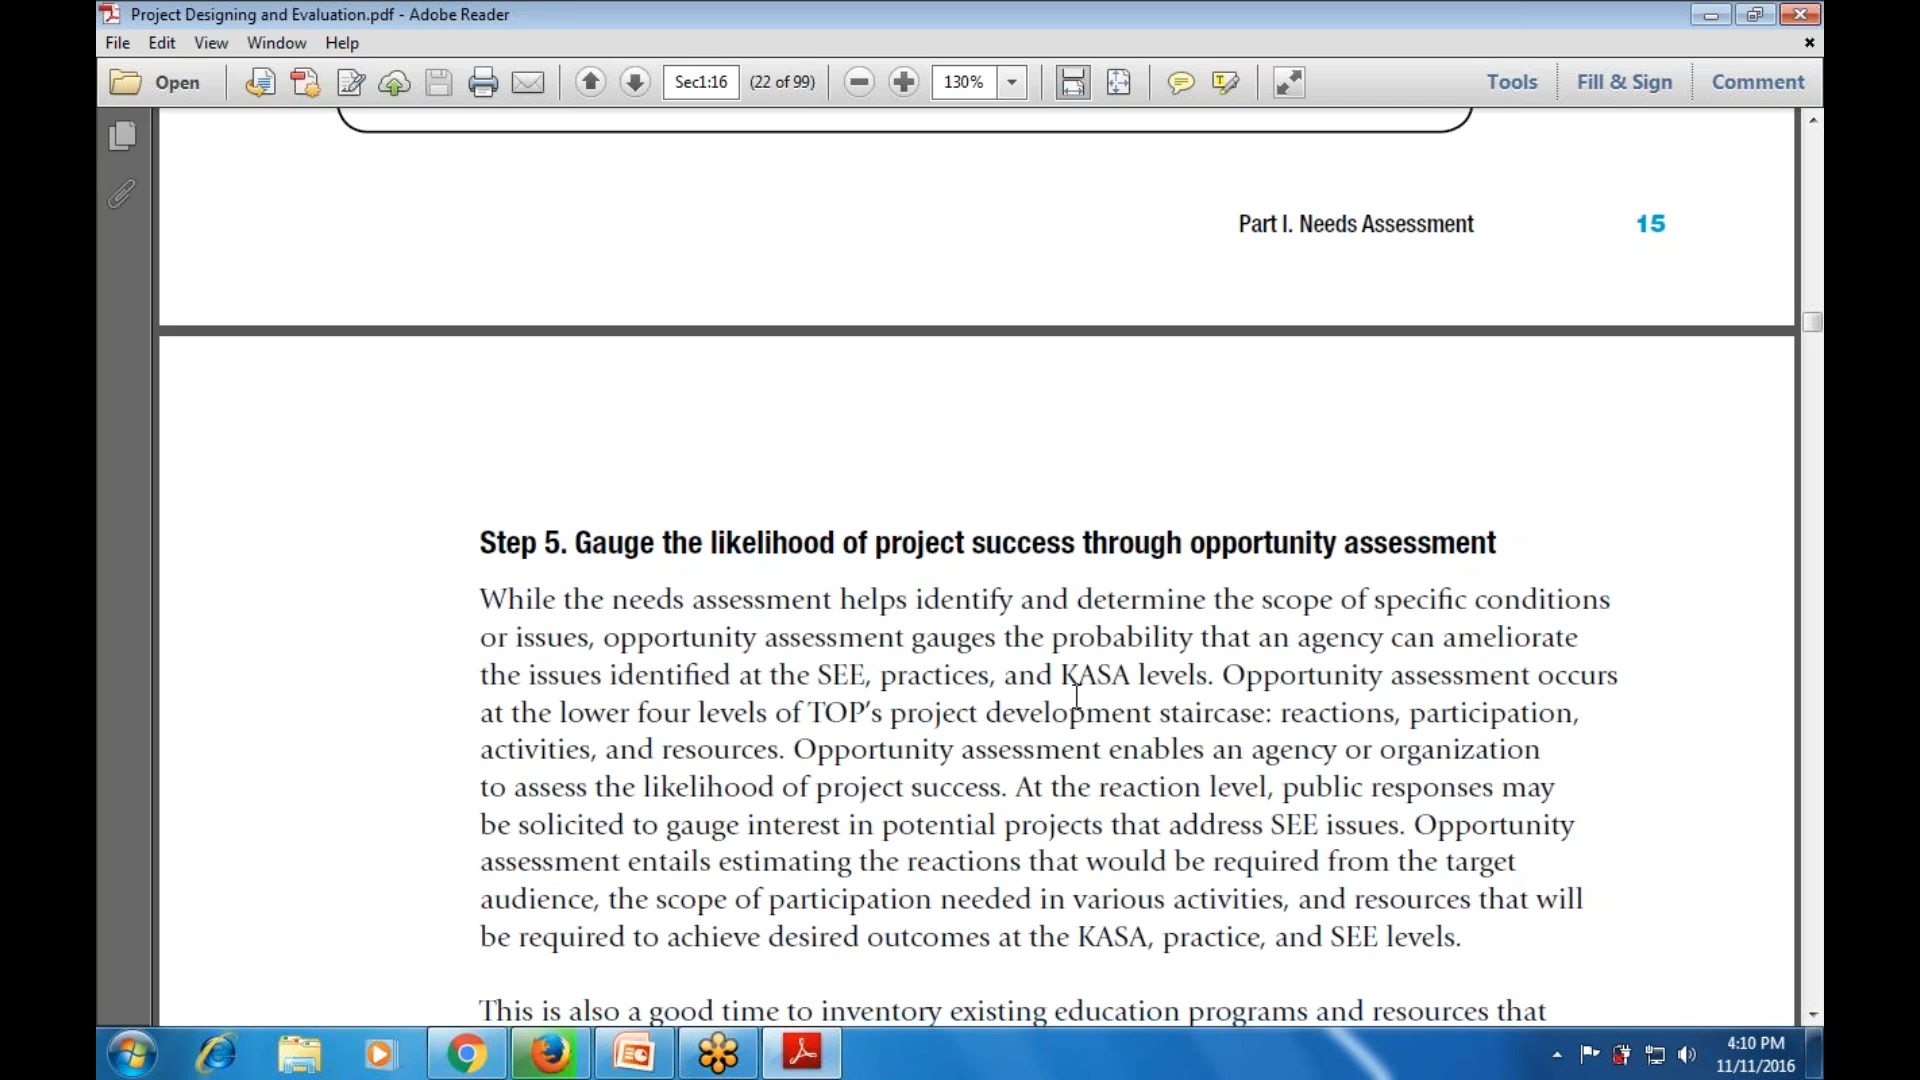 Project Designing and Evaluation.pdf - Adobe Reader
File Edit View Window Help
Open Sec1:16 (22 of 99) 130% Tools Fill & Sign Comment
Part I. Needs Assessment 15
Step 5. Gauge the likelihood of project success through opportunity assessment
While the needs assessment helps identify and determine the scope of specific conditions
or issues, opportunity assessment gauges the probability that an agency can ameliorate
the issues identified at the SEE, practices, and KASA levels. Opportunity assessment occurs
at the lower four levels of TOP's project development staircase: reactions, participation,
activities, and resources. Opportunity assessment enables an agency or organization
to assess the likelihood of project success. At the reaction level, public responses may
be solicited to gauge interest in potential projects that address SEE issues. Opportunity
assessment entails estimating the reactions that would be required from the target
audience, the scope of participation needed in various activities, and resources that will
be required to achieve desired outcomes at the KASA, practice, and SEE levels.
This is also a good time to inventory existing education programs and resources that
4:10 PM
11/11/2016